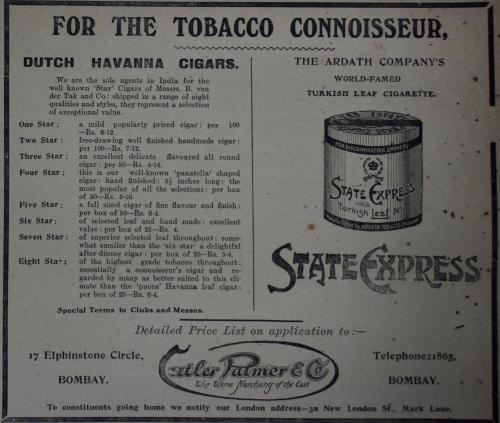 FOR THE TOBACCO CONNOISSEUR,
DUTCH HAVANNA CIGARS.
We are the sole agents in India for the
well known 'Star' Cigars of Messrs. B. van
der Tak and Co: shipped in a range of eight
qualities and styles, they represent a selection
of exceptional value.
One Star; a mild popularly priced cigar: per 100
—Rs. 6-12.
Two Star; free-drawing well finished handmade cigar:
per 100—Rs, 7-12.
Three Star; an excellent delicate flavoured all round
cigar: per 50—Rs. 4-14.
Four Star; this is our well-known 'panatella' shaped
cigar: hand finished: 5½ inches long: the
most popular of all the selections: per box
of 50—Rs. 5-10.
Five Star; a full sized cigar of fine flavour and finish:
per box of 50—Rs. 6-4.
Six Star; of selected leaf and hand made: excellent
value: per box of 25—Rs. 4.
Seven Star; of superior selected leaf throughout: some-
what smaller than the 'six star' a delightful
after-dinner cigar: per box of 25—Rs. 5-4.
Eight Star; of the highest grade tobacco throughout:
essentially a connoisseur's cigar and re-
garded by many as better suited to this cli-
mate than the 'pucca' Havanna leaf cigar:
per box of 25—Rs. 6-4.
Special Terms to Clubs and Messes.
THE ARDATH COMPANY'S
WORLD-FAMED
TURKISH LEAF CIGARETTE.
STATE EXPRESS
FOR DISCRIMINATING SMOKERS
STATE EXPRESS
Turkish Leaf
BY ARDATH TOBACCO
STATE EXPRESS
Detailed Price List on application to:—
17 Elphinstone Circle,
BOMBAY.
Cutler Palmer & Co
The Wine Merchants of the East
Telephone: 1865,
BOMBAY.
To constituents going home we notify our London address—3a New London St., Mark Lane.